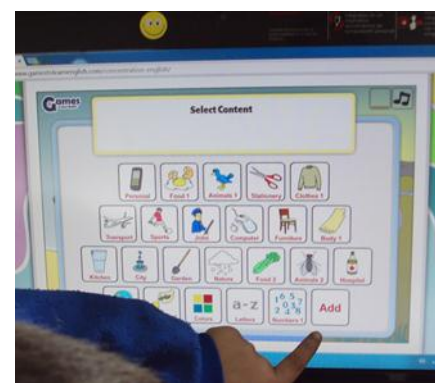 Games
Select Content
Personal Food 1 Animals 1 Stationery Clothes 1
Transport Sports Jobs Computer Furniture Body 1
Kitchen City Garden Nature Food 2 Animals 2 Hospital
Colors a-z Letters Numbers 1 Add